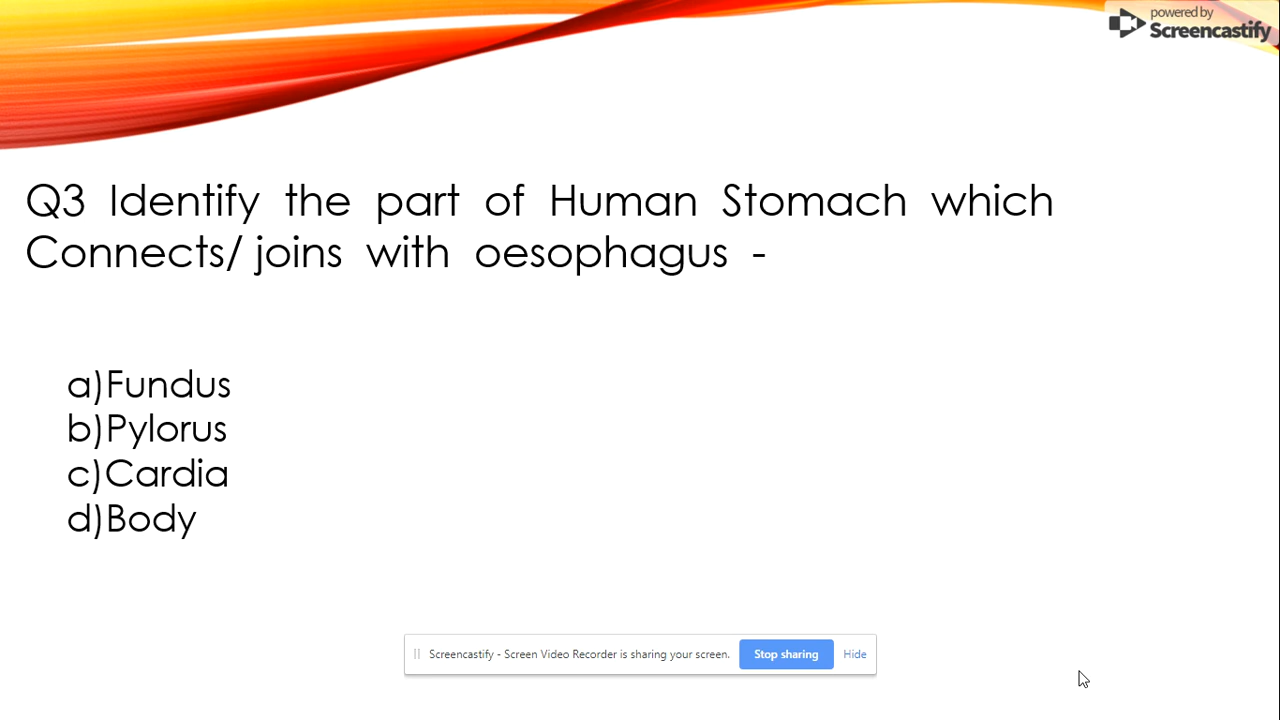 powered by
Screencastify
Q3 Identify the part of Human Stomach which
Connects/ joins with oesophagus -
a)Fundus
b)Pylorus
c)Cardia
d)Body
Screencastify - Screen Video Recorder is sharing your screen. Stop sharing Hide